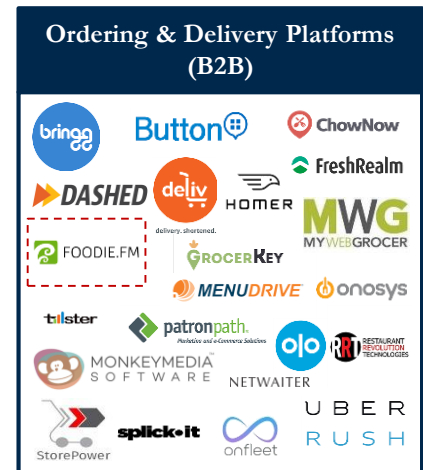 Ordering & Delivery Platforms
(B2B)
bringg
Button
ChowNow
FreshRealm
DASHED
deliv
delivery. shortened.
HOMER
MWG
MYWEBGROCER
FOODIE.FM
GROCERKEY
MENUDRIVE
onosys
tillster
patronpath.
Marketing and e-Commerce Solutions
olo
RRT
RESTAURANT
REVOLUTION
TECHNOLOGIES
MONKEYMEDIA
SOFTWARE
NETWAITER
StorePower
splick•it
onfleet
UBER
RUSH